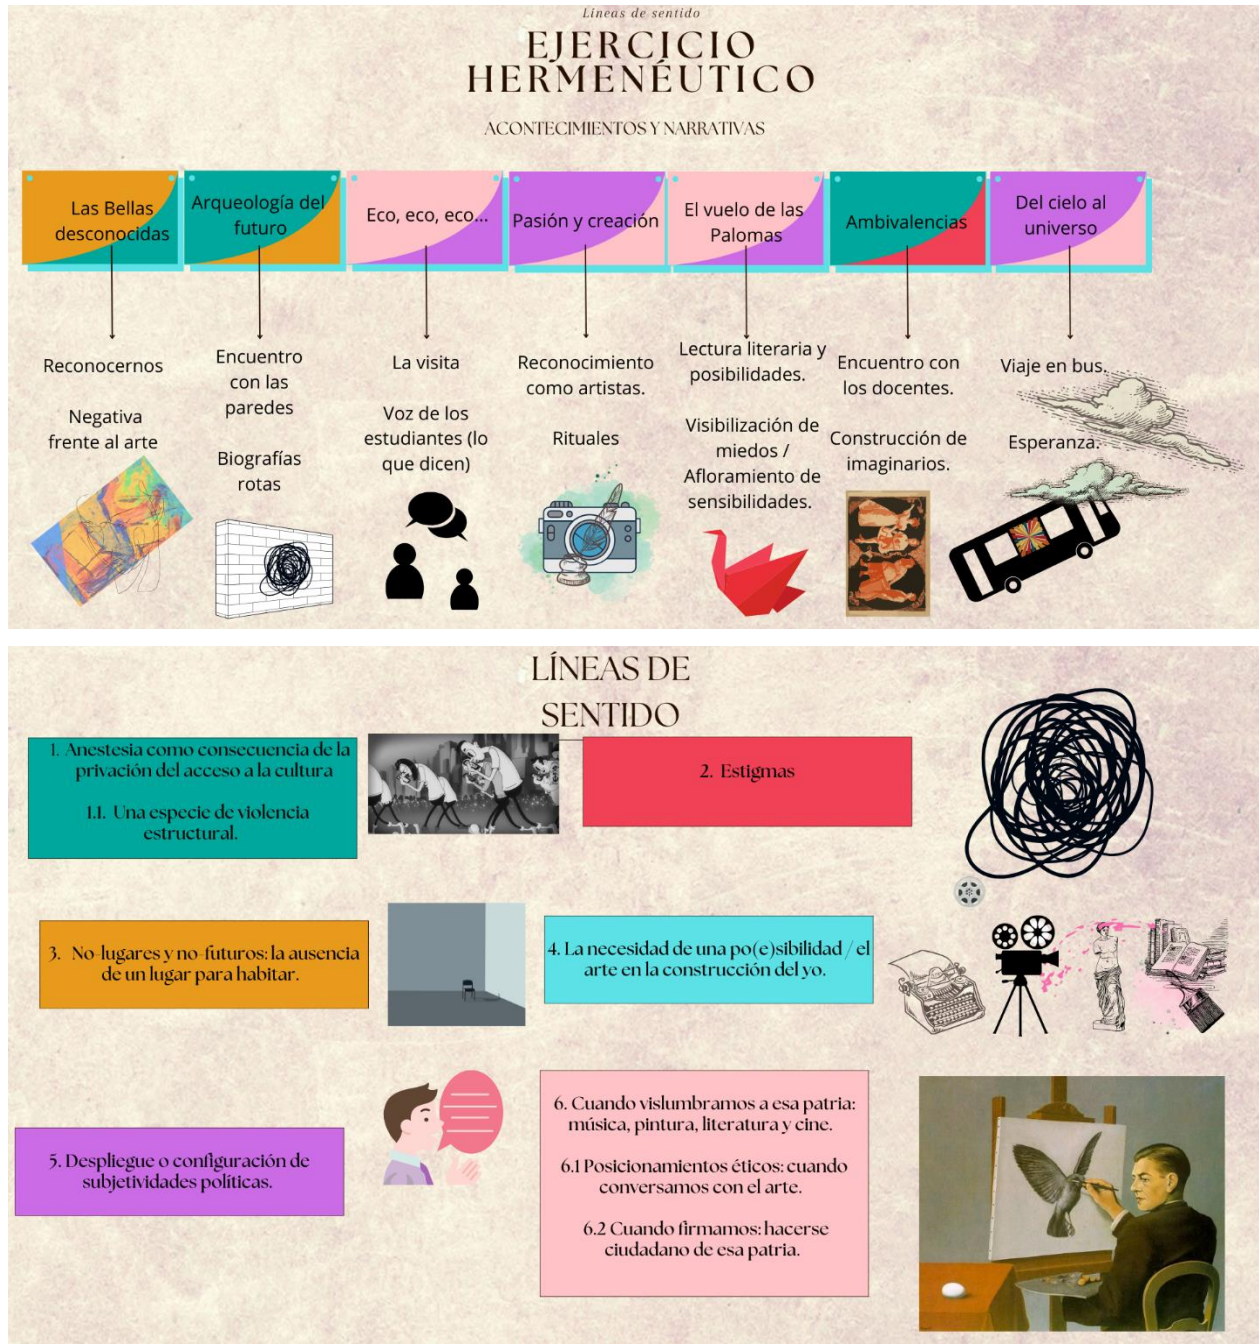 Líneas de sentido
EJERCICIO
HERMENÉUTICO
ACONTECIMIENTOS Y NARRATIVAS
Las Bellas
desconocidas
Arqueología del
futuro
Eco, eco, eco...
Pasión y creación
El vuelo de las
Palomas
Ambivalencias
Del cielo al
universo
Reconocernos
Negativa
frente al arte
Encuentro
con las
paredes
Biografías
rotas
La visita
Voz de los
estudiantes (lo
que dicen)
Reconocimiento
como artistas.
Rituales
Lectura literaria y
posibilidades.
Visibilización de
miedos /
Afloramiento de
sensibilidades.
Encuentro con
los docentes.
Construcción de
imaginarios.
Viaje en bus.
Esperanza.
LÍNEAS DE
SENTIDO
1. Anestesia como consecuencia de la
privación del acceso a la cultura
1.1. Una especie de violencia
estructural.
2. Estigmas
3. No-lugares y no-futuros: la ausencia
de un lugar para habitar.
4. La necesidad de una po(e)sibilidad / el
arte en la construcción del yo.
5. Despliegue o configuración de
subjetividades políticas.
6. Cuando vislumbramos a esa patria:
música, pintura, literatura y cine.
6.1 Posicionamientos éticos: cuando
conversamos con el arte.
6.2 Cuando firmamos: hacerse
ciudadano de esa patria.